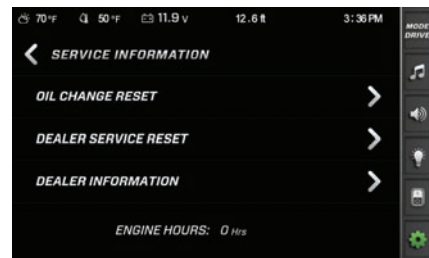 70°F 50°F 11.9 V 12.6 ft 3:36 PM
MODE
DRIVE
SERVICE INFORMATION
OIL CHANGE RESET
DEALER SERVICE RESET
DEALER INFORMATION
ENGINE HOURS: 0 Hrs